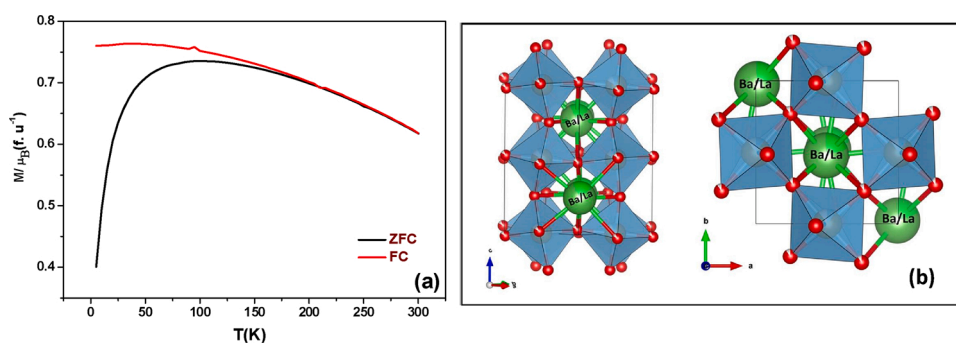 0.8
0.7
0.6
0.5
0.4
M/ μB(f. u⁻¹)
0 50 100 150 200 250 300
T(K)
ZFC
FC
(a)
Ba/La
Ba/La
c
Ba/La
Ba/La
Ba/La
b
a
(b)